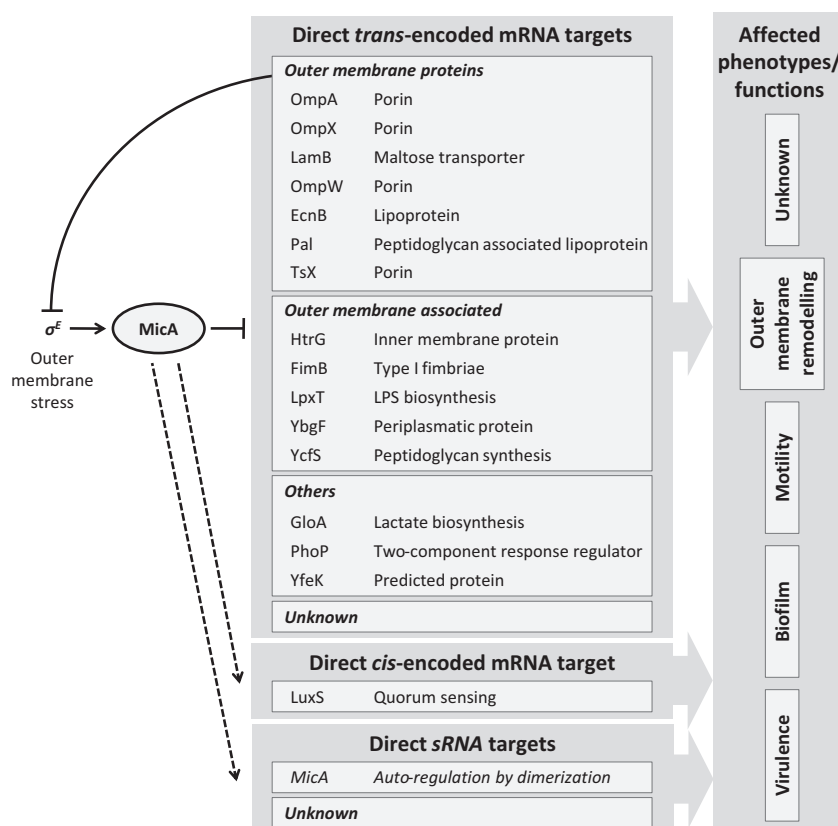 Direct trans-encoded mRNA targets
Outer membrane proteins
OmpA Porin
OmpX Porin
LamB Maltose transporter
OmpW Porin
EcnB Lipoprotein
Pal Peptidoglycan associated lipoprotein
TsX Porin
Outer membrane associated
HtrG Inner membrane protein
FimB Type I fimbriae
LpxT LPS biosynthesis
YbgF Periplasmatic protein
YcfS Peptidoglycan synthesis
Others
GloA Lactate biosynthesis
PhoP Two-component response regulator
YfeK Predicted protein
Unknown
σE
MicA
Outer
membrane
stress
Direct cis-encoded mRNA target
LuxS Quorum sensing
Direct sRNA targets
MicA Auto-regulation by dimerization
Unknown
Affected
phenotypes/
functions
Unknown
Outer
membrane
remodelling
Motility
Biofilm
Virulence